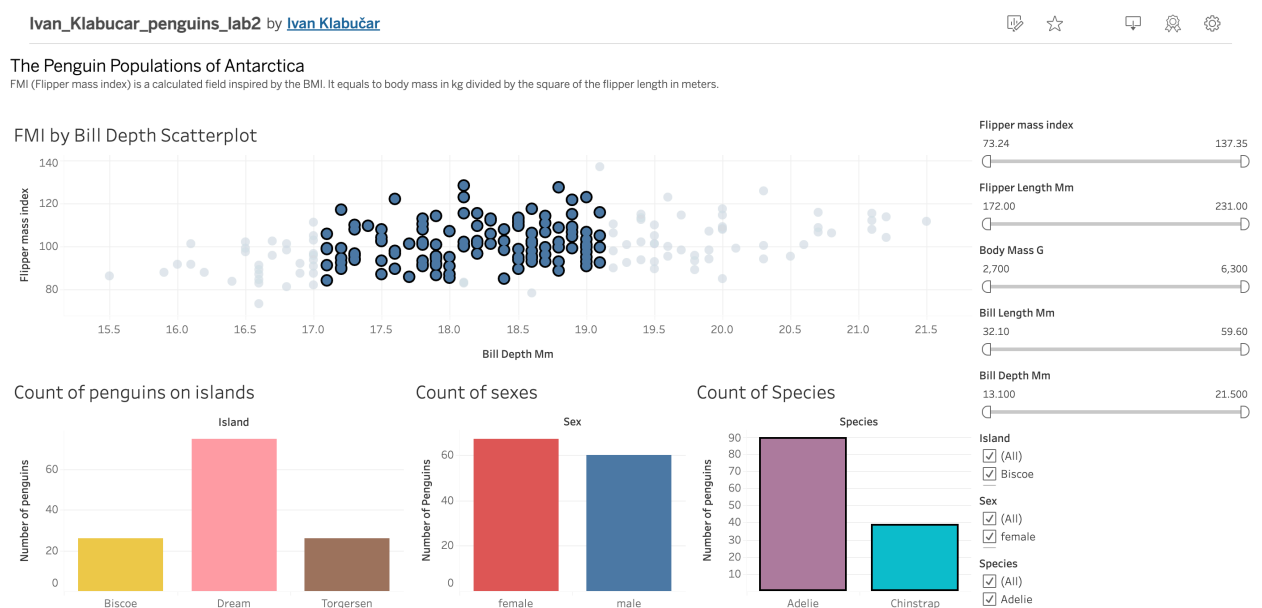 Ivan_Klabucar_penguins_lab2 by Ivan Klabučar
The Penguin Populations of Antarctica
FMI (Flipper mass index) is a calculated field inspired by the BMI. It equals to body mass in kg divided by the square of the flipper length in meters.
FMI by Bill Depth Scatterplot
Flipper mass index
140
120
100
80
15.5 16.0 16.5 17.0 17.5 18.0 18.5 19.0 19.5 20.0 20.5 21.0 21.5
Bill Depth Mm
Flipper mass index
73.24 137.35
Flipper Length Mm
172.00 231.00
Body Mass G
2,700 6,300
Bill Length Mm
32.10 59.60
Bill Depth Mm
13.100 21.500
Island
(All)
Biscoe
Sex
(All)
female
Species
(All)
Adelie
Count of penguins on islands
Island
Number of penguins
60
40
20
0
Biscoe Dream Torgersen
Count of sexes
Sex
Number of Penguins
60
40
20
0
female male
Count of Species
Species
Number of penguins
90
80
70
60
50
40
30
20
10
Adelie Chinstrap